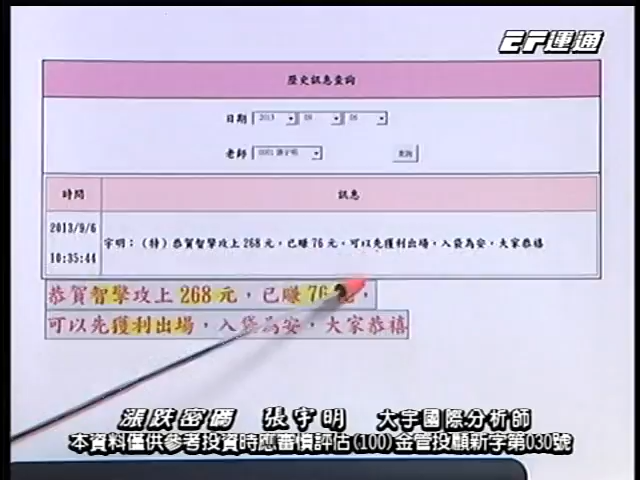 ET運通
歷史訊息查詢
日期 2013 09 06
老師
查詢
時間 訊息
2013/9/6
10:35:44
宇明：（特）恭賀智擎攻上268元，已賺76元，可以先獲利出場，入袋為安，大家恭禧
恭賀智擎攻上268元，已賺76
可以先獲利出場，入袋為安，大家恭禧
漲跌密碼 張宇明 大宇國際分析師
本資料僅供參考投資時應審慎評估(100)金管投顧新字第030號